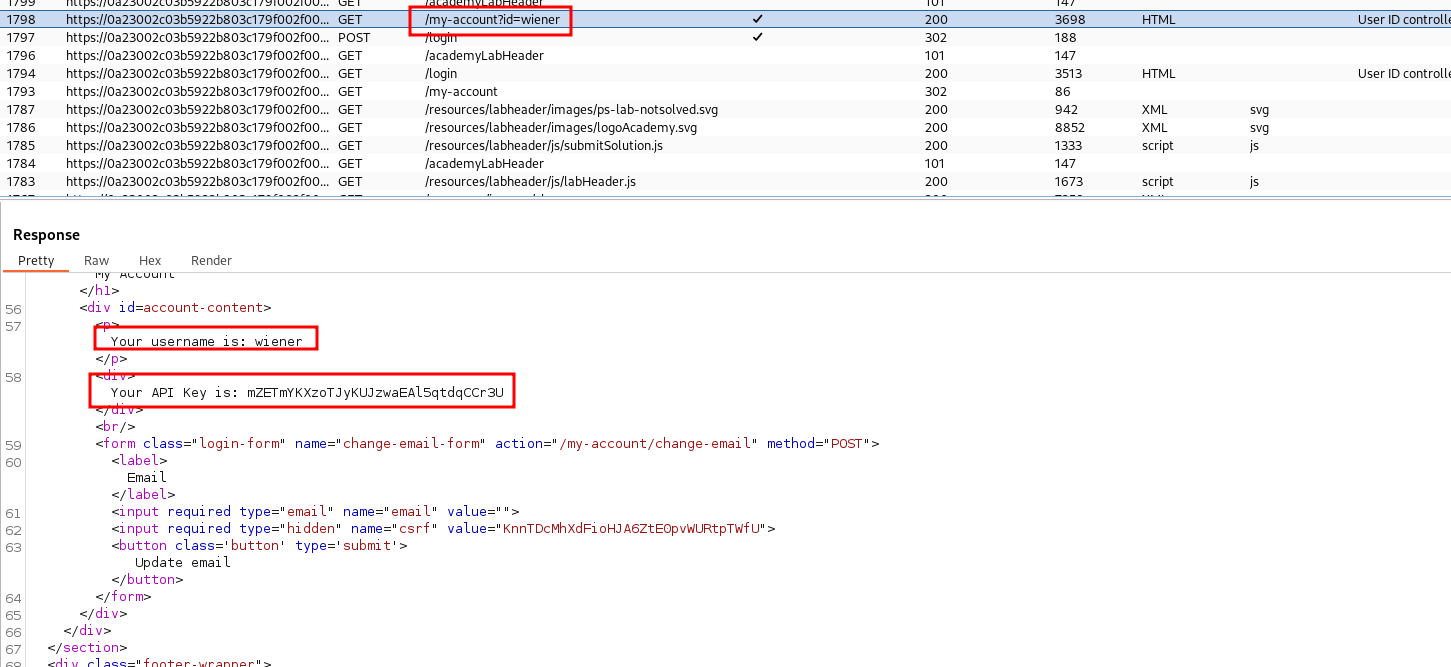 1799 https://0a23002c03b5922b803c179f002f00... GET /academyLabHeader 101 147
1798 https://0a23002c03b5922b803c179f002f00... GET /my-account?id=wiener ✓ 200 3698 HTML User ID controlle
1797 https://0a23002c03b5922b803c179f002f00... POST /login ✓ 302 188
1796 https://0a23002c03b5922b803c179f002f00... GET /academyLabHeader 101 147
1794 https://0a23002c03b5922b803c179f002f00... GET /login 200 3513 HTML User ID controlle
1793 https://0a23002c03b5922b803c179f002f00... GET /my-account 302 86
1787 https://0a23002c03b5922b803c179f002f00... GET /resources/labheader/images/ps-lab-notsolved.svg 200 942 XML svg
1786 https://0a23002c03b5922b803c179f002f00... GET /resources/labheader/images/logoAcademy.svg 200 8852 XML svg
1785 https://0a23002c03b5922b803c179f002f00... GET /resources/labheader/js/submitSolution.js 200 1333 script js
1784 https://0a23002c03b5922b803c179f002f00... GET /academyLabHeader 101 147
1783 https://0a23002c03b5922b803c179f002f00... GET /resources/labheader/js/labHeader.js 200 1673 script js
Response
Pretty Raw Hex Render
My Account
</h1>
56 <div id=account-content>
57 <p>
Your username is: wiener
</p>
58 <div>
Your API Key is: mZETmYKXzoTJyKUJzwaEAl5qtdqCCr3U
</div>
<br/>
59 <form class="login-form" name="change-email-form" action="/my-account/change-email" method="POST">
60 <label>
Email
</label>
61 <input required type="email" name="email" value="">
62 <input required type="hidden" name="csrf" value="KnnTDcMhXdFioHJA6ZtEOpvWURtpTWfU">
63 <button class='button' type='submit'>
Update email
</button>
64 </form>
65 </div>
66 </div>
67 </section>
68 <div class="footer-wrapper">